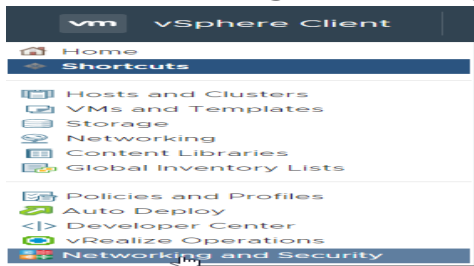 vm vSphere Client
Home
Shortcuts
Hosts and Clusters
VMs and Templates
Storage
Networking
Content Libraries
Global Inventory Lists
Policies and Profiles
Auto Deploy
Developer Center
vRealize Operations
Networking and Security